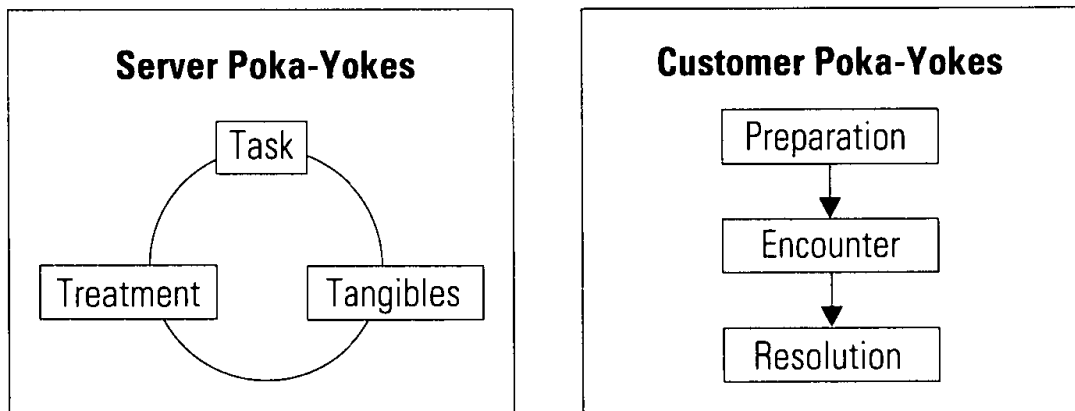 Server Poka-Yokes
Task
Treatment
Tangibles
Customer Poka-Yokes
Preparation
Encounter
Resolution